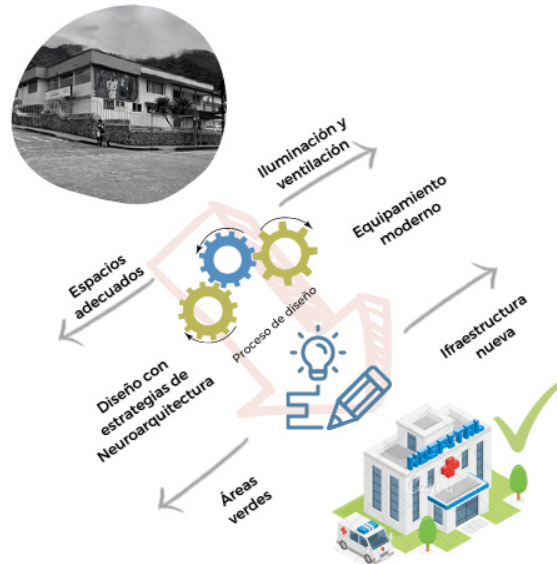 Iluminación y
ventilación
Equipamiento
moderno
Espacios
adecuados
Proceso de diseño
Ifraestructura
nueva
Diseño con
estrategias de
Neuroarquitectura
Áreas
verdes